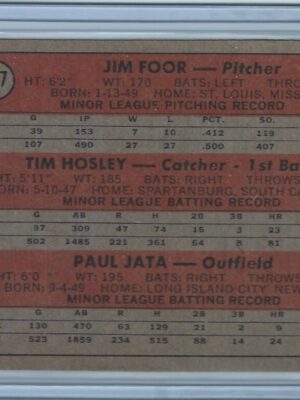 7
JIM FOOR — Pitcher
HT: 6'2" WT: 170 BATS: LEFT THROWS
BORN: 1-13-49 HOME: ST. LOUIS, MISS
MINOR LEAGUE PITCHING RECORD
G IP W L PCT. SO.
39 153 7 10 .412 119
107 490 27 27 .500 407
TIM HOSLEY — Catcher - 1st Ba
HT: 5'11" WT: 185 BATS: RIGHT THROWS
BORN: 5-10-47 HOME: SPARTANBURG, SOUTH CA
MINOR LEAGUE BATTING RECORD
G AB R H 2B 3B H
97 309 47 74 16 3 23
502 1485 221 361 64 8 81
PAUL JATA — Outfield
HT: 6'0" WT: 195 BATS: RIGHT THROWS
BORN: 9-4-49 HOME: LONG ISLAND CITY, NEW
MINOR LEAGUE BATTING RECORD
G AB R H 2B 3B H
130 470 63 129 21 2 9
523 1859 234 535 88 14 24